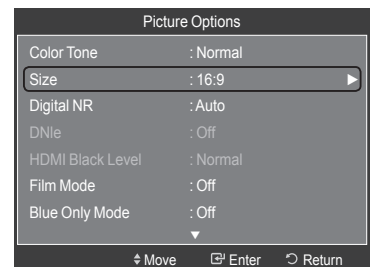 Picture Options
Color Tone : Normal
Size : 16:9
Digital NR : Auto
DNIe : Off
HDMI Black Level : Normal
Film Mode : Off
Blue Only Mode : Off
Move Enter Return